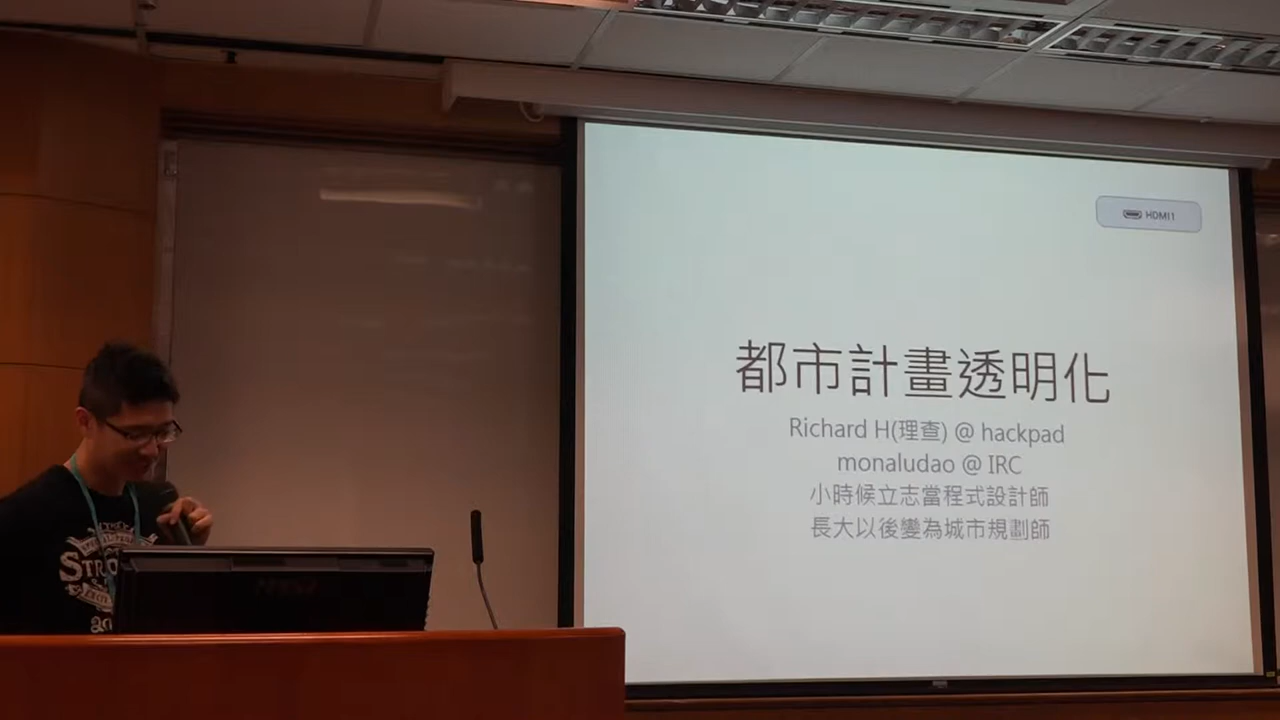 HDMI1
都市計畫透明化
Richard H(理查) @ hackpad
monaludao @ IRC
小時候立志當程式設計師
長大以後變為城市規劃師